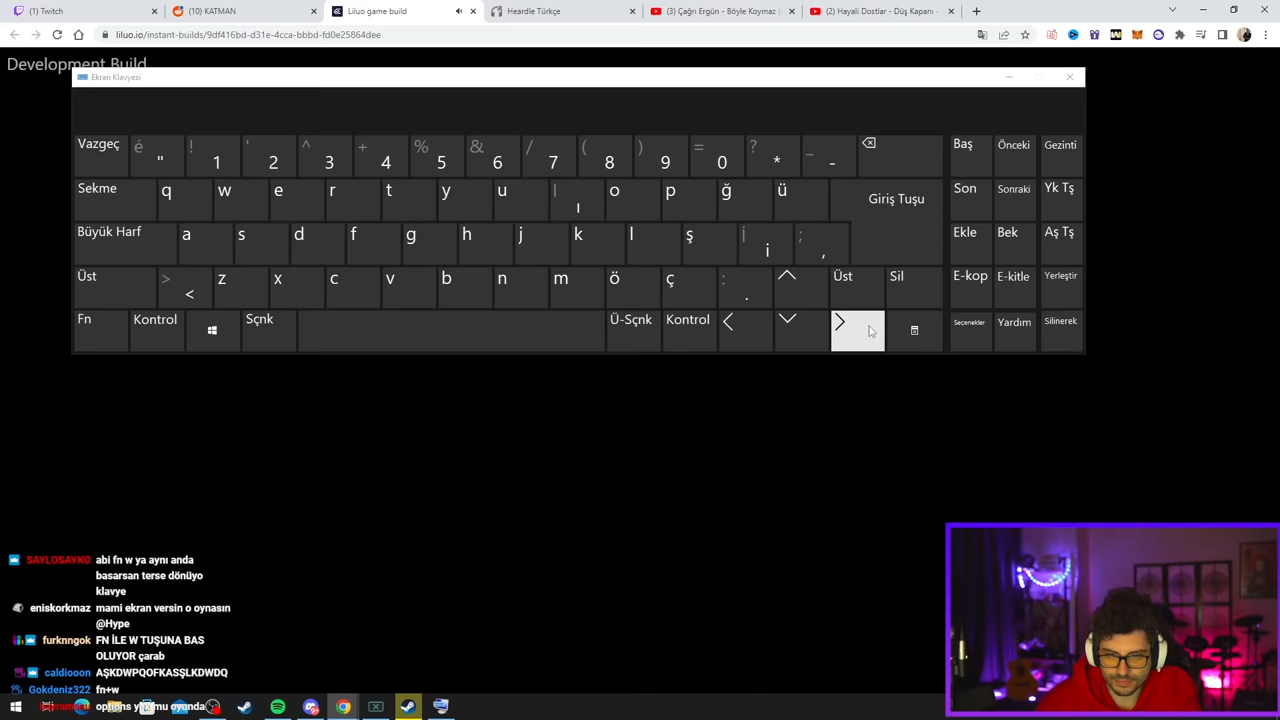 (1) Twitch
(10) KATMAN
Liluo game build
Heardle Türkçe
(3) Çağrı Ergün - Böyle Koymaz (
(2) Hayali Dostlar - Düş Kapanı -
liluo.io/instant-builds/9df416bd-d31e-4cca-bbbd-fd0e25864dee
Development Build
Ekran Klavyesi
Vazgeç é " ! 1 ' 2 ^ 3 + 4 % 5 & 6 / 7 ( 8 ) 9 = 0 ? * _ - Baş Önceki Gezinti
Sekme q w e r t y u I ı o p ğ ü Giriş Tuşu Son Sonraki Yk Tş
Büyük Harf a s d f g h j k l ş İ i ; , Ekle Bek Aş Tş
Üst > < z x c v b n m ö ç : . Üst Sil E-kop E-kitle Yerleştir
Fn Kontrol Sçnk Ü-Sçnk Kontrol Seçenekler Yardım Silinerek
SAYLOSAYKO abi fn w ya aynı anda
basarsan terse dönüyo
klavye
eniskorkmaz mami ekran versin o oynasın
@Hype
furknngok FN İLE W TUŞUNA BAS
OLUYOR çarab
caldiooon AŞKDWPQOFKASŞLKDWDQ
Gokdeniz322 fn+w
options yokmu oyunda